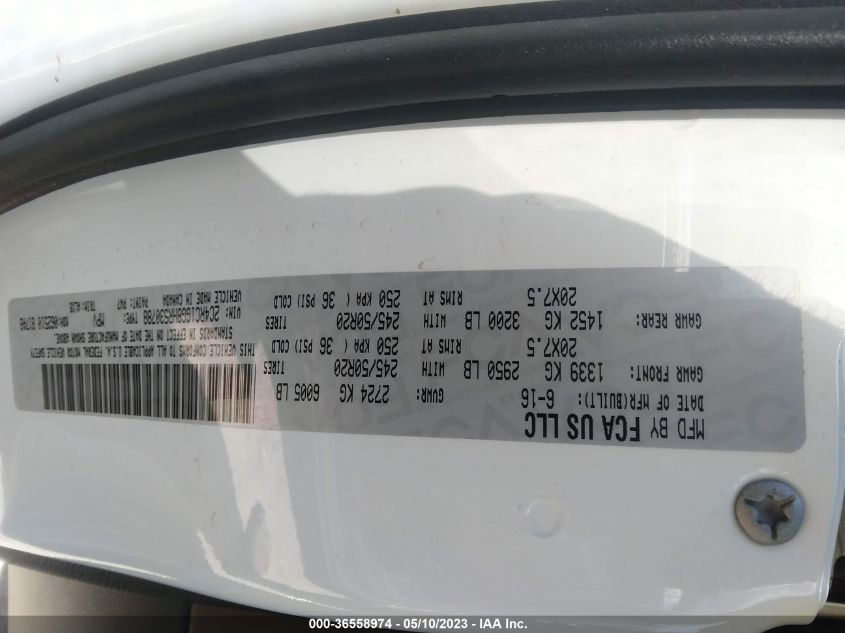 MFD BY FCA US LLC
DATE OF MFR(BUILT): 6-16
GVWR: 2724 KG 6005 LB
GAWR FRONT: 1339 KG 2950 LB WITH 245/50R20 TIRES
20X7.5 RIMS AT 250 KPA ( 36 PSI) COLD
GAWR REAR: 1452 KG 3200 LB WITH 245/50R20 TIRES
20X7.5 RIMS AT 250 KPA ( 36 PSI) COLD
THIS VEHICLE CONFORMS TO ALL APPLICABLE U.S.A. FEDERAL MOTOR VEHICLE SAFETY
STANDARDS IN EFFECT ON THE DATE OF MANUFACTURE SHOWN ABOVE.
VIN: TYPE: MPV
VEHICLE MADE IN CANADA PAINT: PW7
000-36558974 - 05/10/2023 - IAA Inc.